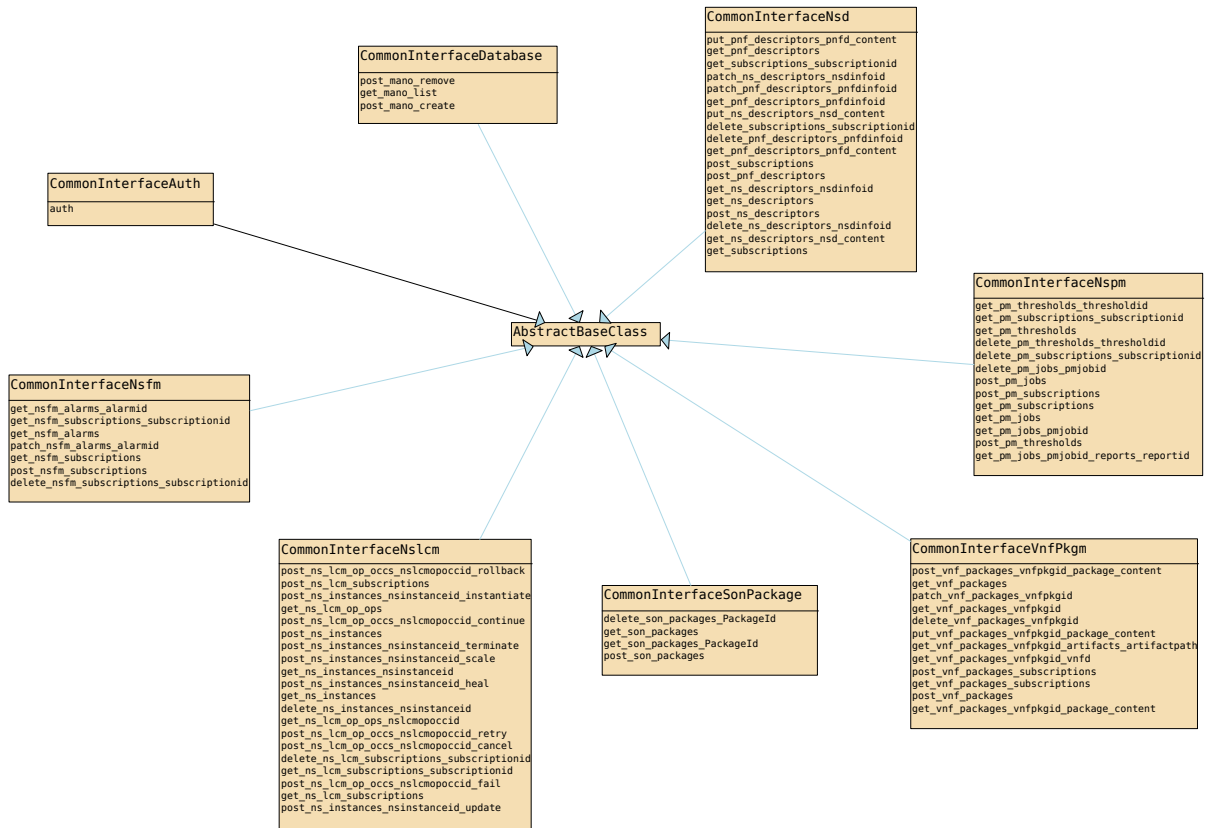 CommonInterfaceNsd
put_pnf_descriptors_pnfd_content
get_pnf_descriptors
get_subscriptions_subscriptionid
patch_ns_descriptors_nsdinfoid
patch_pnf_descriptors_pnfdinfoid
get_pnf_descriptors_pnfdinfoid
put_ns_descriptors_nsd_content
delete_subscriptions_subscriptionid
delete_pnf_descriptors_pnfdinfoid
get_pnf_descriptors_pnfd_content
post_subscriptions
post_pnf_descriptors
get_ns_descriptors_nsdinfoid
get_ns_descriptors
post_ns_descriptors
delete_ns_descriptors_nsdinfoid
get_ns_descriptors_nsd_content
get_subscriptions
CommonInterfaceDatabase
post_mano_remove
get_mano_list
post_mano_create
CommonInterfaceAuth
auth
CommonInterfaceNspm
get_pm_thresholds_thresholdid
get_pm_subscriptions_subscriptionid
get_pm_thresholds
delete_pm_thresholds_thresholdid
delete_pm_subscriptions_subscriptionid
delete_pm_jobs_pmjobid
post_pm_jobs
post_pm_subscriptions
get_pm_subscriptions
get_pm_jobs
get_pm_jobs_pmjobid
post_pm_thresholds
get_pm_jobs_pmjobid_reports_reportid
AbstractBaseClass
CommonInterfaceNsfm
get_nsfm_alarms_alarmid
get_nsfm_subscriptions_subscriptionid
get_nsfm_alarms
patch_nsfm_alarms_alarmid
get_nsfm_subscriptions
post_nsfm_subscriptions
delete_nsfm_subscriptions_subscriptionid
CommonInterfaceNslcm
post_ns_lcm_op_occs_nslcmopoccid_rollback
post_ns_lcm_subscriptions
post_ns_instances_nsinstanceid_instantiate
get_ns_lcm_op_ops
post_ns_lcm_op_occs_nslcmopoccid_continue
post_ns_instances
post_ns_instances_nsinstanceid_terminate
post_ns_instances_nsinstanceid_scale
get_ns_instances_nsinstanceid
post_ns_instances_nsinstanceid_heal
get_ns_instances
delete_ns_instances_nsinstanceid
get_ns_lcm_op_ops_nslcmopoccid
post_ns_lcm_op_occs_nslcmopoccid_retry
post_ns_lcm_op_occs_nslcmopoccid_cancel
delete_ns_lcm_subscriptions_subscriptionid
get_ns_lcm_subscriptions_subscriptionid
post_ns_lcm_op_occs_nslcmopoccid_fail
get_ns_lcm_subscriptions
post_ns_instances_nsinstanceid_update
CommonInterfaceSonPackage
delete_son_packages_PackageId
get_son_packages
get_son_packages_PackageId
post_son_packages
CommonInterfaceVnfPkgm
post_vnf_packages_vnfpkgid_package_content
get_vnf_packages
patch_vnf_packages_vnfpkgid
get_vnf_packages_vnfpkgid
delete_vnf_packages_vnfpkgid
put_vnf_packages_vnfpkgid_package_content
get_vnf_packages_vnfpkgid_artifacts_artifactpath
get_vnf_packages_vnfpkgid_vnfd
post_vnf_packages_subscriptions
get_vnf_packages_subscriptions
post_vnf_packages
get_vnf_packages_vnfpkgid_package_content